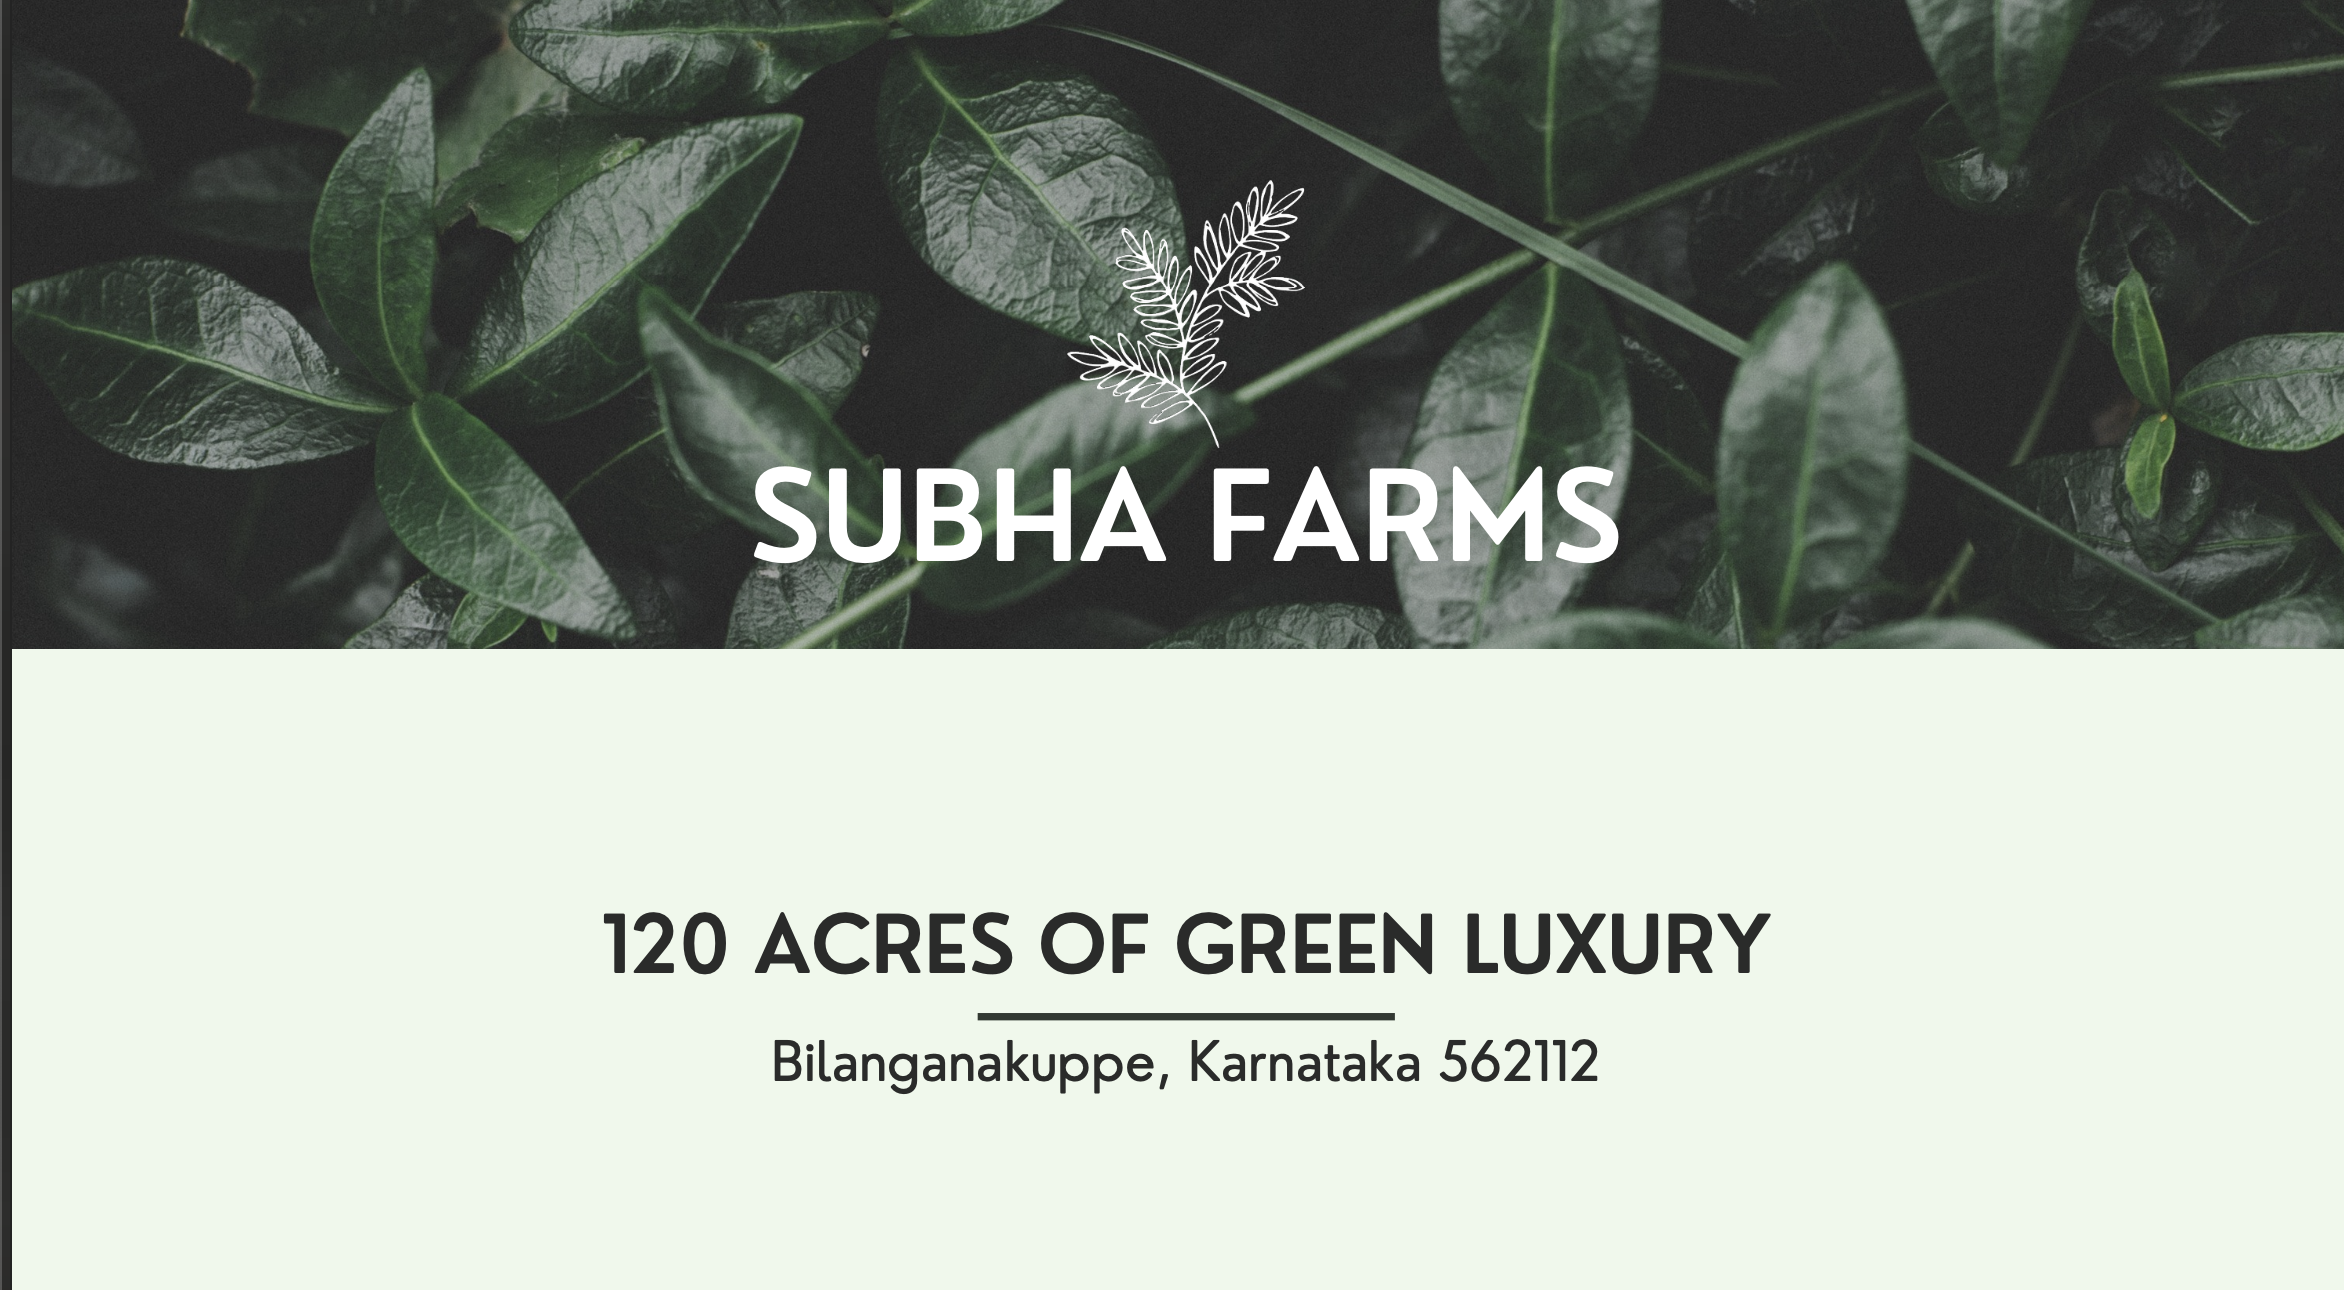 SUBHA FARMS
120 ACRES OF GREEN LUXURY
Bilanganakuppe, Karnataka 562112